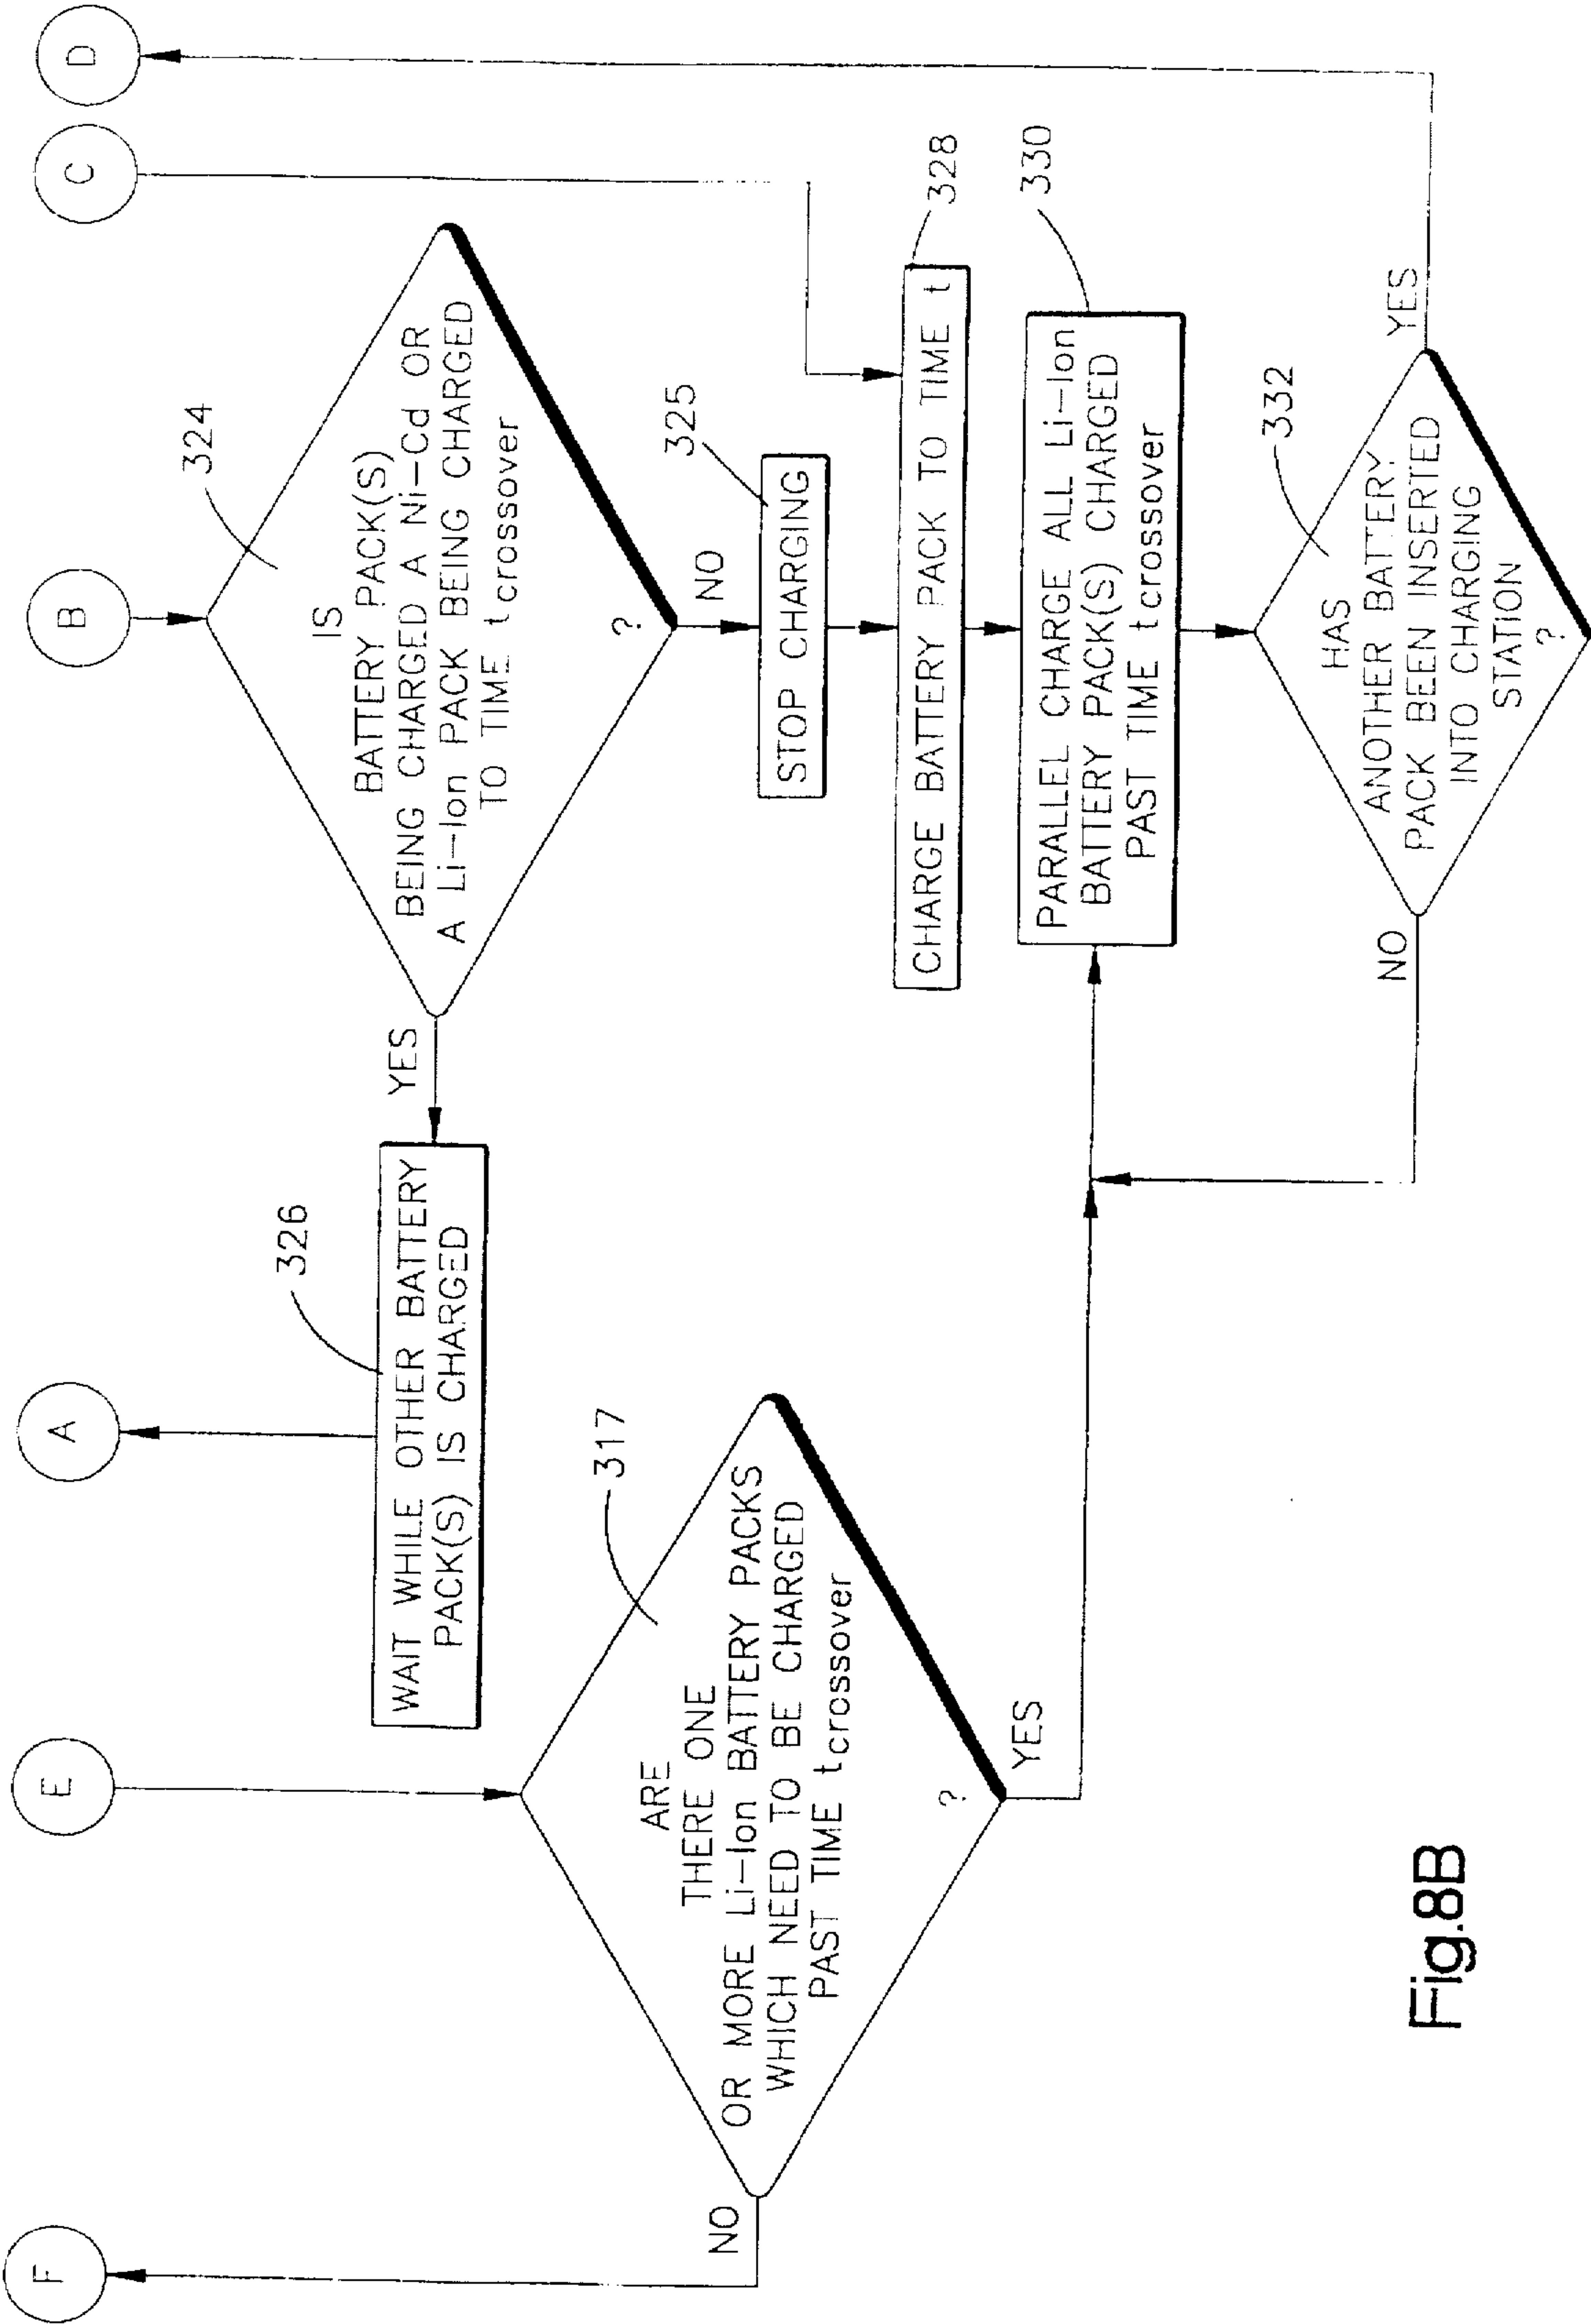 F
E
A
B
C
D
326
WAIT WHILE OTHER BATTERY
PACK(S) IS CHARGED
YES
324
IS
BATTERY PACK(S)
BEING CHARGED A Ni-Cd OR
A Li-Ion PACK BEING CHARGED
TO TIME tcrossover
?
NO
317
ARE
THERE ONE
OR MORE Li-Ion BATTERY PACKS
WHICH NEED TO BE CHARGED
PAST TIME tcrossover
?
NO
YES
325
STOP CHARGING
328
CHARGE BATTERY PACK TO TIME t
330
PARALLEL CHARGE ALL Li-Ion
BATTERY PACK(S) CHARGED
PAST TIME tcrossover
332
HAS
ANOTHER BATTERY
PACK BEEN INSERTED
INTO CHARGING
STATION
?
NO
YES
Fig.8B